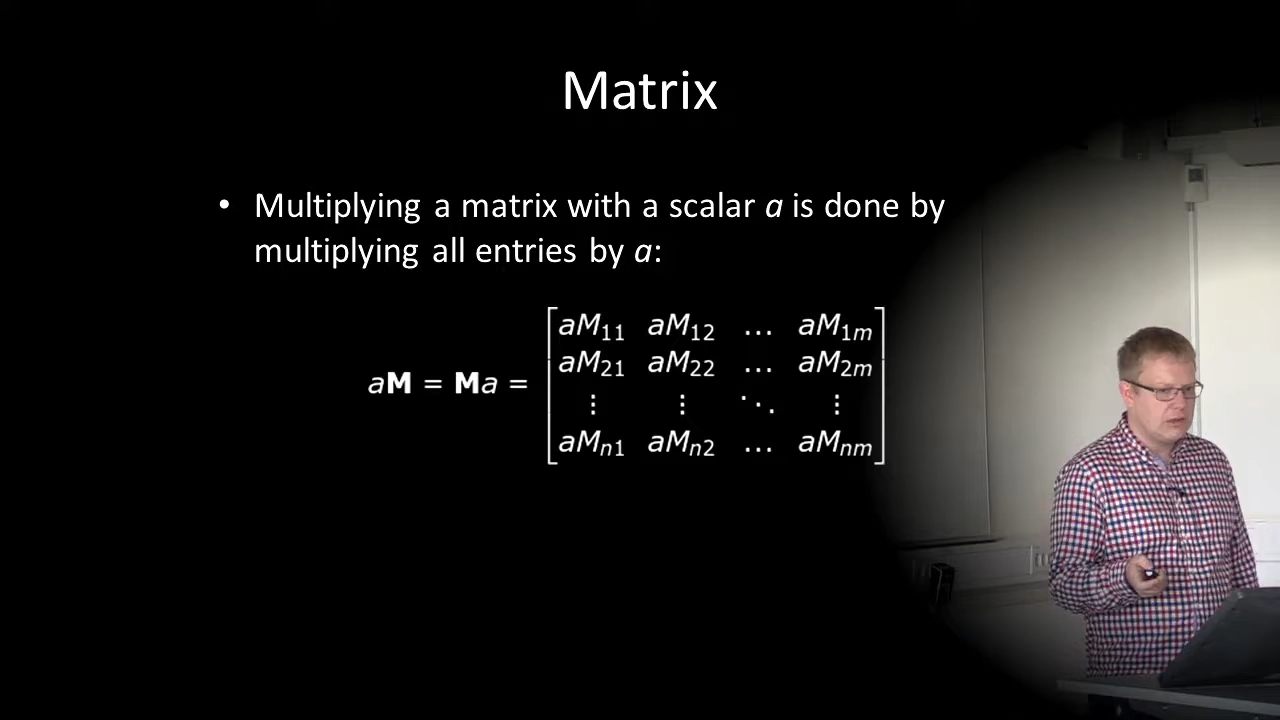 Matrix
• Multiplying a matrix with a scalar a is done by
multiplying all entries by a:
aM = Ma =
aM11 aM12 … aM1m
aM21 aM22 … aM2m
⋮ ⋮ ⋱ ⋮
aMn1 aMn2 … aMnm